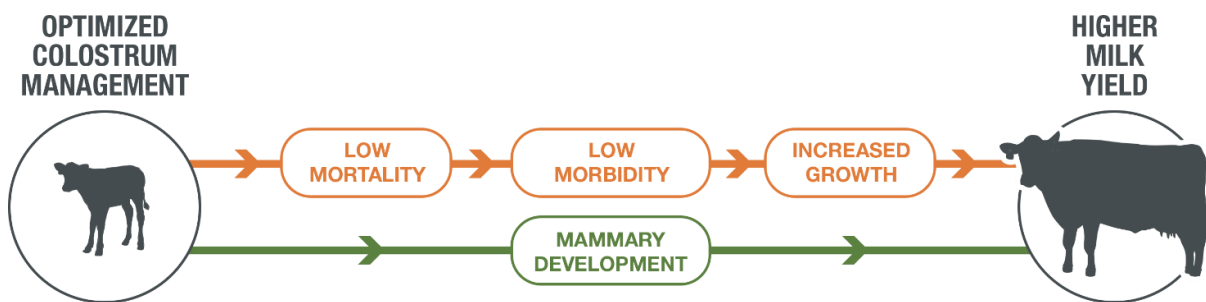 OPTIMIZED
COLOSTRUM
MANAGEMENT
HIGHER
MILK
YIELD
LOW
MORTALITY
LOW
MORBIDITY
INCREASED
GROWTH
MAMMARY
DEVELOPMENT